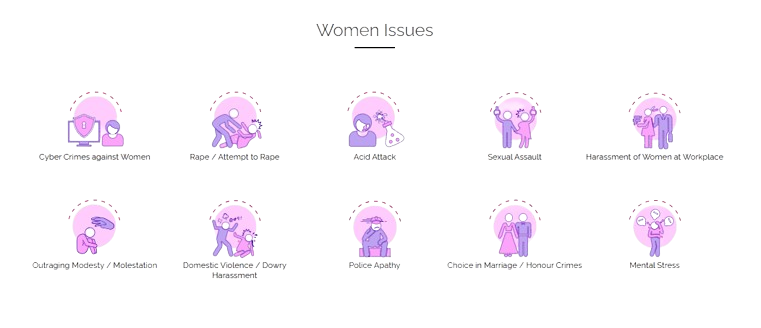 Women Issues
Cyber Crimes against Women
Rape / Attempt to Rape
Acid Attack
Sexual Assault
Harassment of Women at Workplace
Outraging Modesty / Molestation
Domestic Violence / Dowry
Harassment
Police Apathy
Choice in Marriage / Honour Crimes
Mental Stress